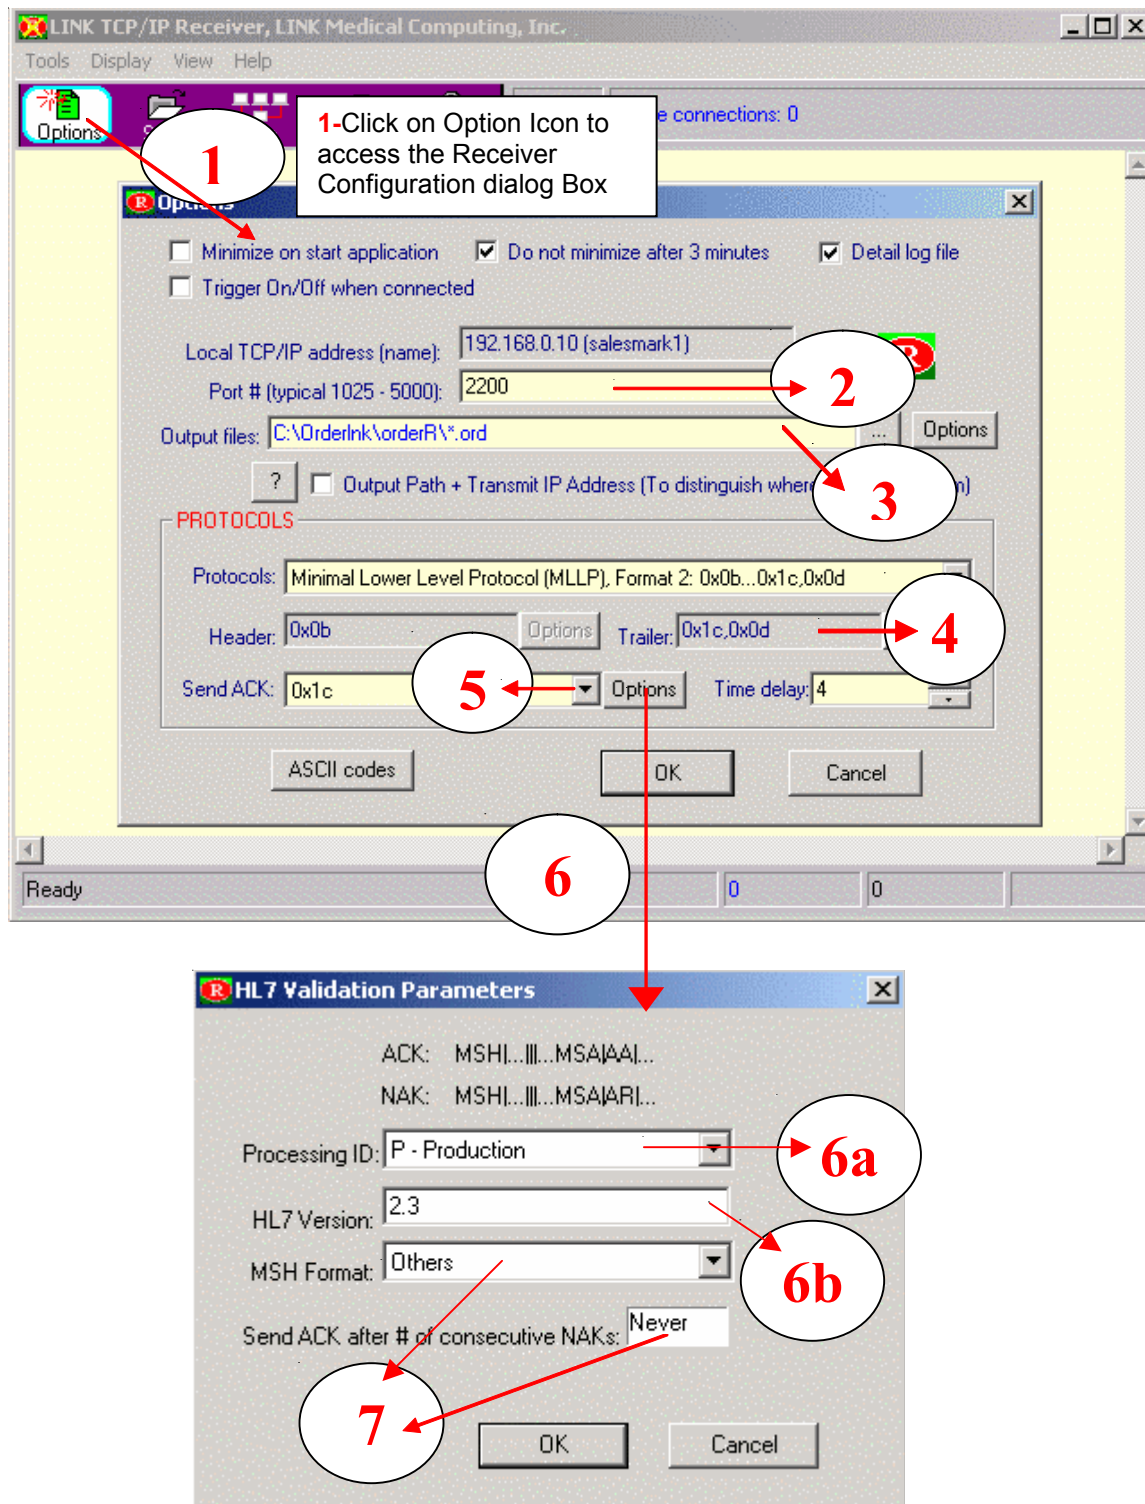 LINK TCP/IP Receiver, LINK Medical Computing, Inc.
Tools Display View Help
Options
connections: 0
1
1-Click on Option Icon to
access the Receiver
Configuration dialog Box
Options
Minimize on start application Do not minimize after 3 minutes Detail log file
Trigger On/Off when connected
Local TCP/IP address (name): 192.168.0.10 (salesmark1)
R
Port # (typical 1025 - 5000): 2200
2
Output files: C:\Orderlnk\orderR\*.ord ... Options
? Output Path + Transmit IP Address (To distinguish where
3
PROTOCOLS
Protocols: Minimal Lower Level Protocol (MLLP), Format 2: 0x0b...0x1c,0x0d
Header: 0x0b Options Trailer: 0x1c,0x0d
4
Send ACK: 0x1c
5
Options Time delay: 4
ASCII codes OK Cancel
6
Ready 0 0
R HL7 Validation Parameters
ACK: MSH|...|||...MSA|AA|...
NAK: MSH|...|||...MSA|AR|...
Processing ID: P - Production
6a
HL7 Version: 2.3
6b
MSH Format: Others
Send ACK after # of consecutive NAKs: Never
7
OK Cancel